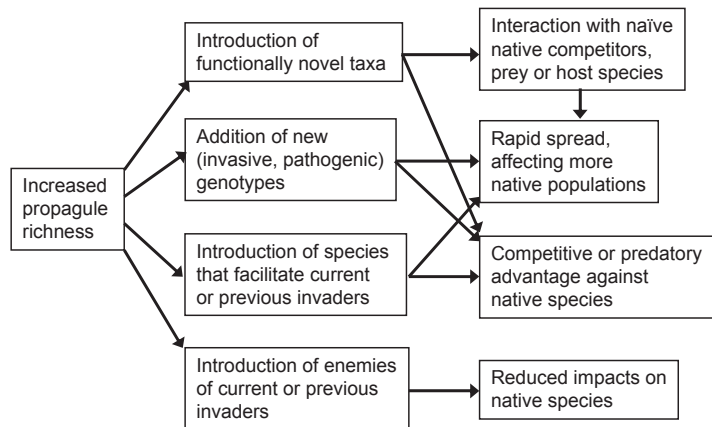 Increased
propagule
richness
Introduction of
functionally novel taxa
Addition of new
(invasive, pathogenic)
genotypes
Introduction of species
that facilitate current
or previous invaders
Introduction of enemies
of current or previous
invaders
Interaction with naïve
native competitors,
prey or host species
Rapid spread,
affecting more
native populations
Competitive or predatory
advantage against
native species
Reduced impacts on
native species